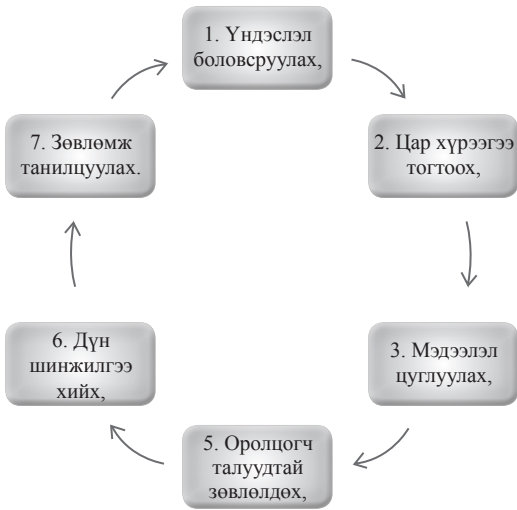 1. Үндэслэл
боловсруулах,
2. Цар хүрээгээ
тогтоох,
3. Мэдээлэл
цуглуулах,
5. Оролцогч
талуудтай
зөвлөлдөх,
6. Дүн
шинжилгээ
хийх,
7. Зөвлөмж
танилцуулах.